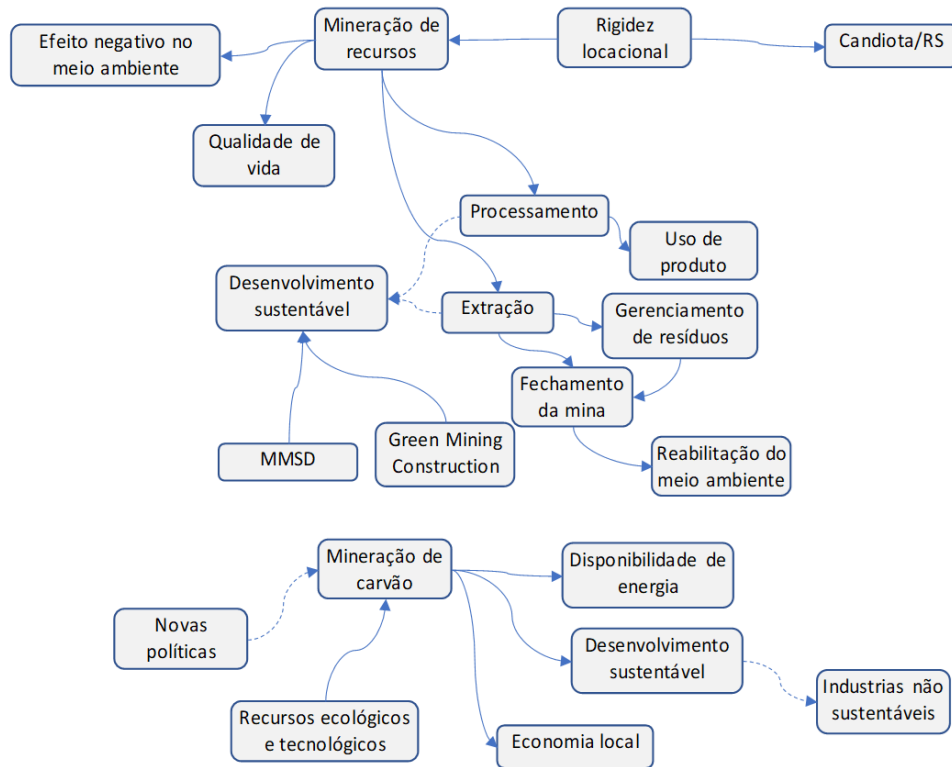 Efeito negativo no
meio ambiente
Mineração de
recursos
Rigidez
locacional
Candiota/RS
Qualidade de
vida
Processamento
Uso de
produto
Desenvolvimento
sustentável
Extração
Gerenciamento
de resíduos
Fechamento
da mina
MMSD
Green Mining
Construction
Reabilitação do
meio ambiente
Mineração de
carvão
Disponibilidade de
energia
Novas
políticas
Desenvolvimento
sustentável
Industrias não
sustentáveis
Recursos ecológicos
e tecnológicos
Economia local